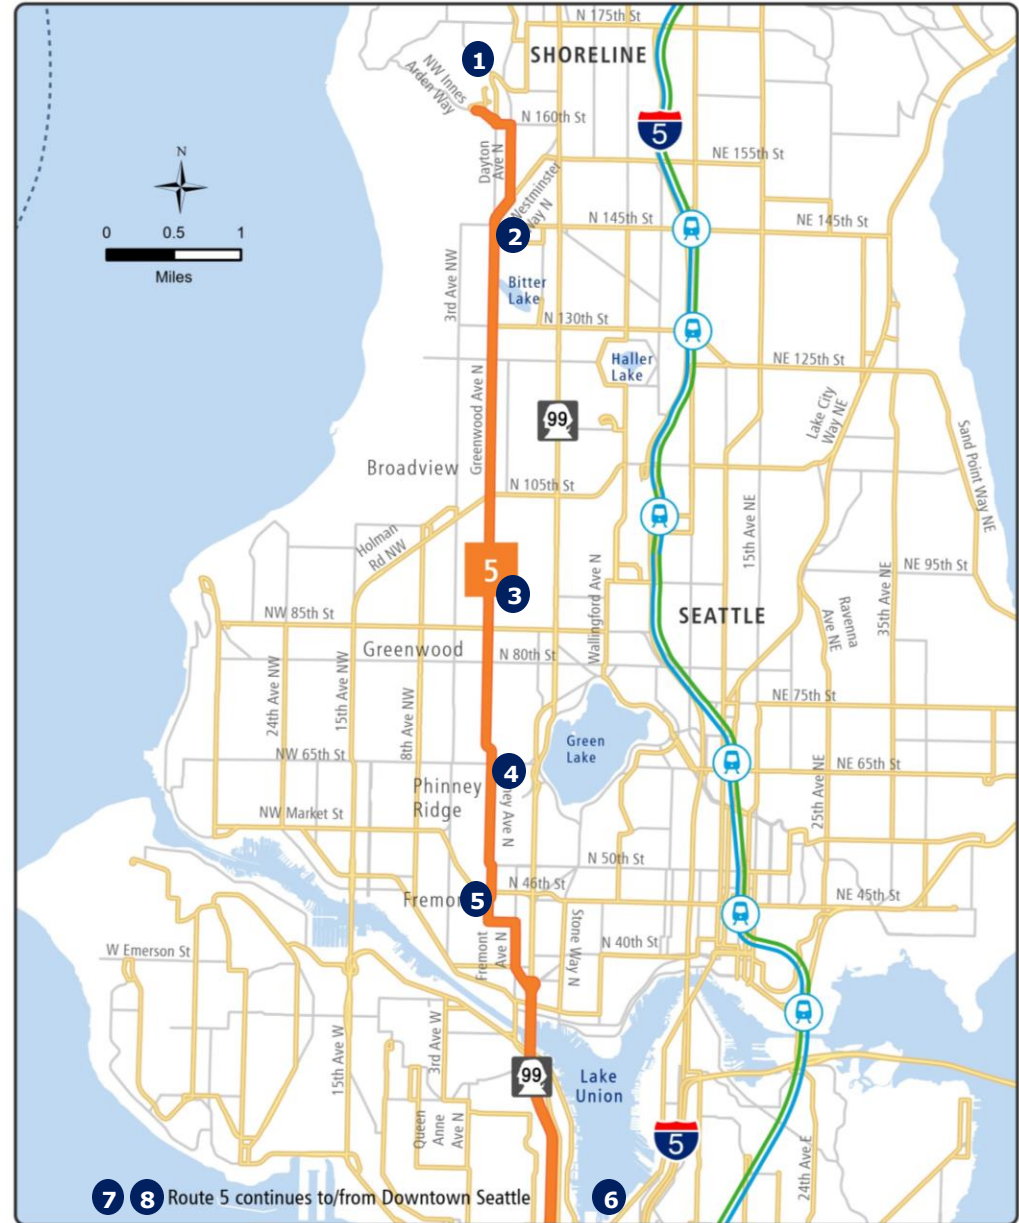 N 175th St
SHORELINE
1
NW Innes
Arden Way
N 160th St
5
Dayton
Ave N
NE 155th St
N
Westminster
Way N
0 0.5 1
Miles
N 145th St
NE 145th St
2
3rd Ave NW
Bitter
Lake
N 130th St
Haller
Lake
NE 125th St
Greenwood Ave N
99
Lake City
Way NE
Sand Point Way NE
Broadview
N 105th St
Holman
Rd NW
15th Ave NE
5
3
NE 95th St
Wallingford Ave N
35th Ave NE
Ravenna
Ave NE
NW 85th St
SEATTLE
Greenwood
N 80th St
24th Ave NW
15th Ave NW
8th Ave NW
NE 75th St
Green
Lake
NW 65th St
4
NE 65th St
Phinney
Ridge
ney Ave N
25th Ave NE
NW Market St
N 50th St
N 46th St
Fremon
5
NE 45th St
Stone Way N
N 40th St
Fremont
Ave N
W Emerson St
15th Ave W
3rd Ave W
99
Lake
Union
Queen
Anne
Ave N
5
24th Ave E
7 8 Route 5 continues to/from Downtown Seattle
6